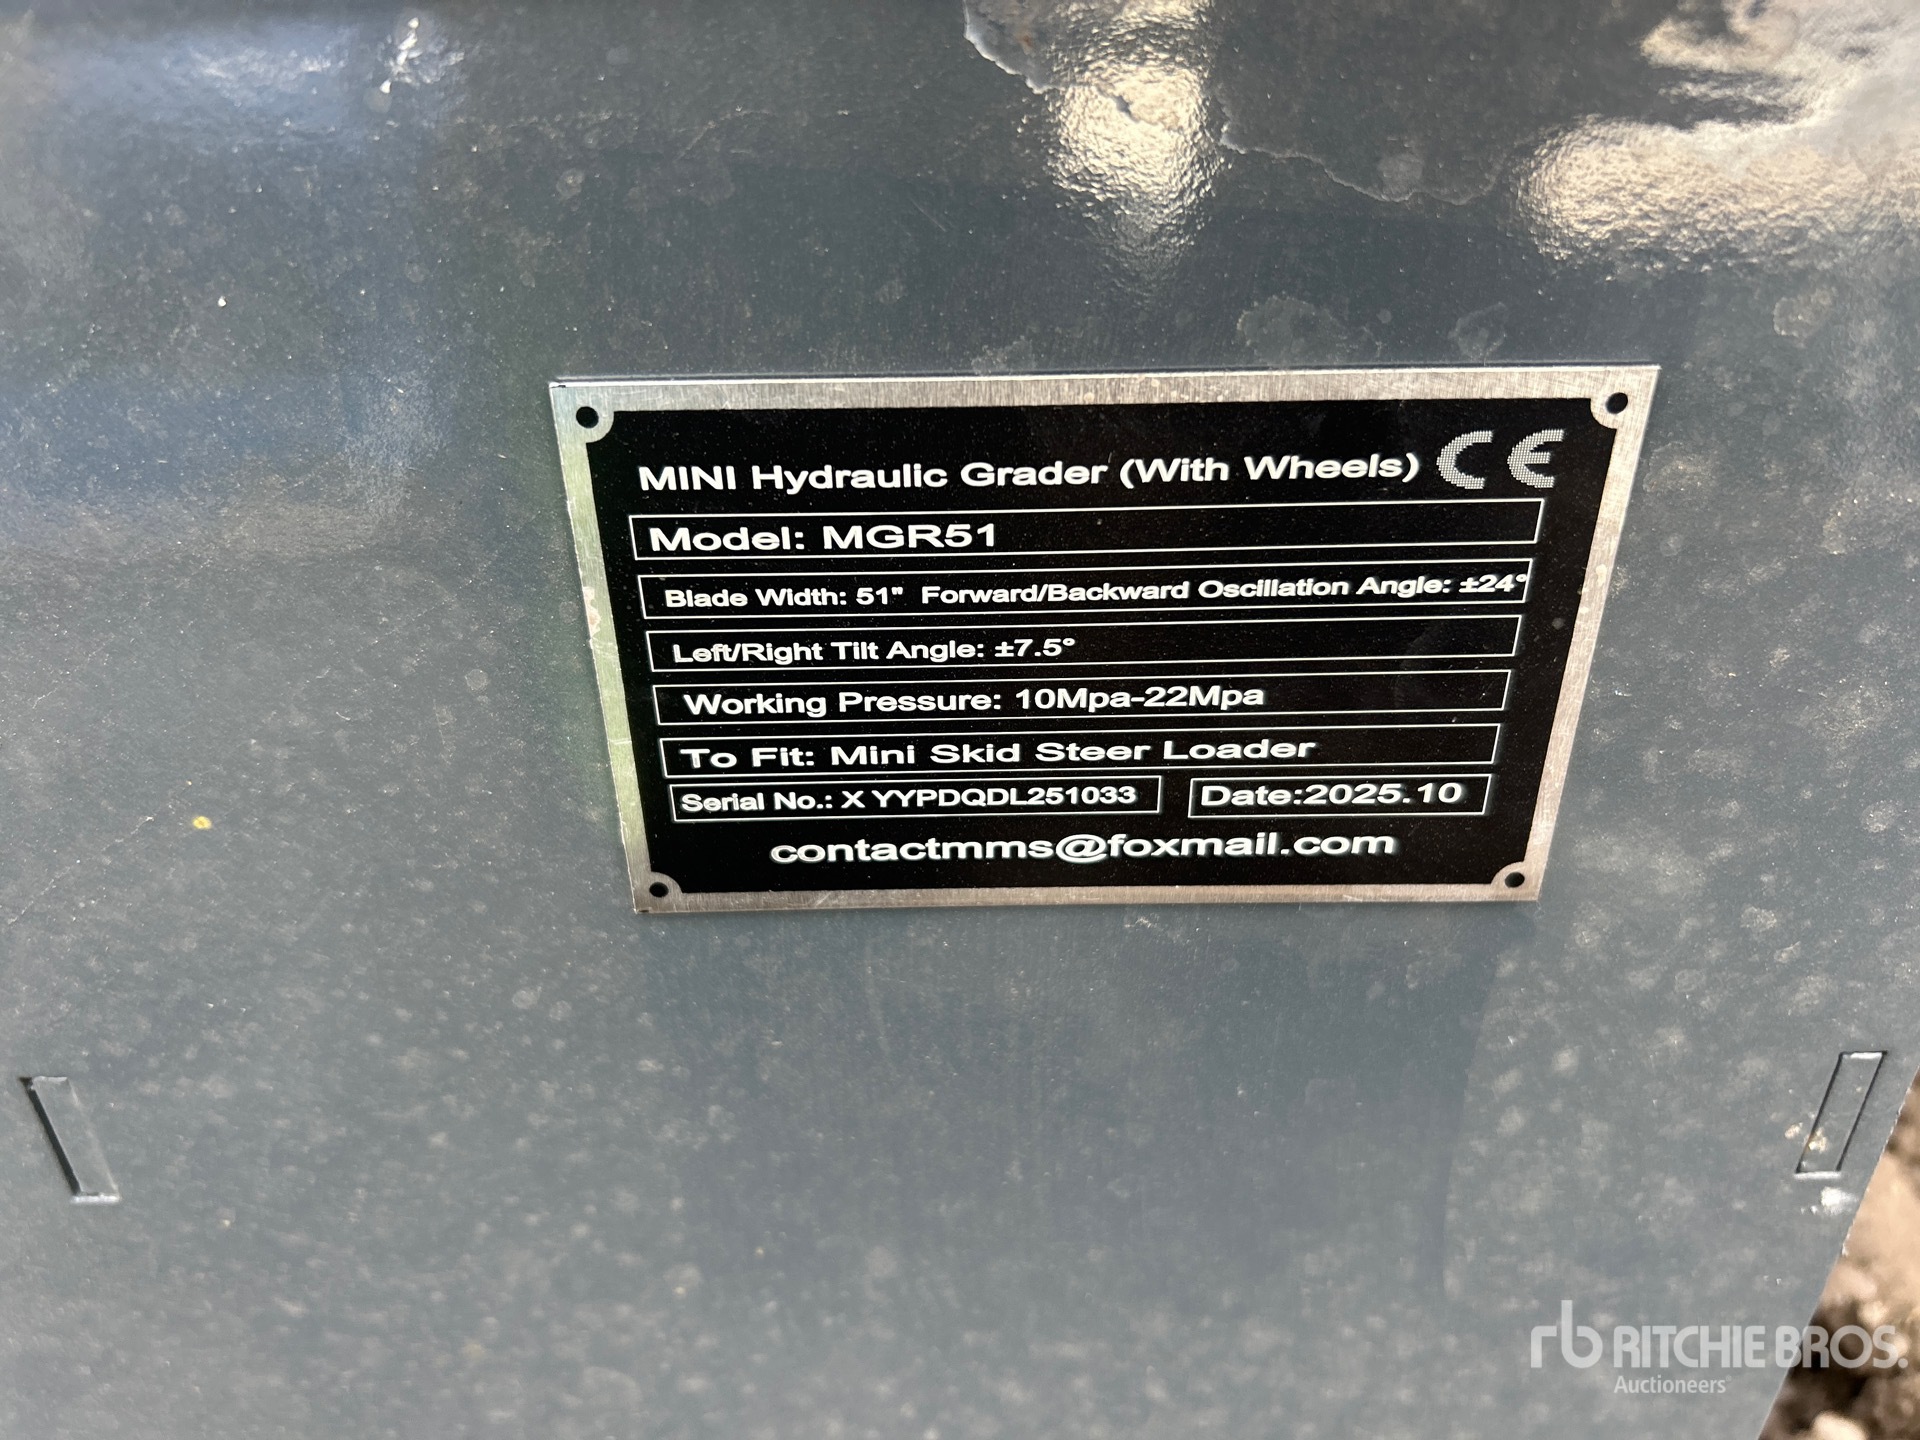 MINI Hydraulic Grader (With Wheels) CE
Model: MGR51
Blade Width: 51" Forward/Backward Oscillation Angle: ±24°
Left/Right Tilt Angle: ±7.5°
Working Pressure: 10Mpa-22Mpa
To Fit: Mini Skid Steer Loader
Serial No.: X YYPDQDL251033 Date:2025.10
contactmms@foxmail.com
rb RITCHIE BROS.
Auctioneers